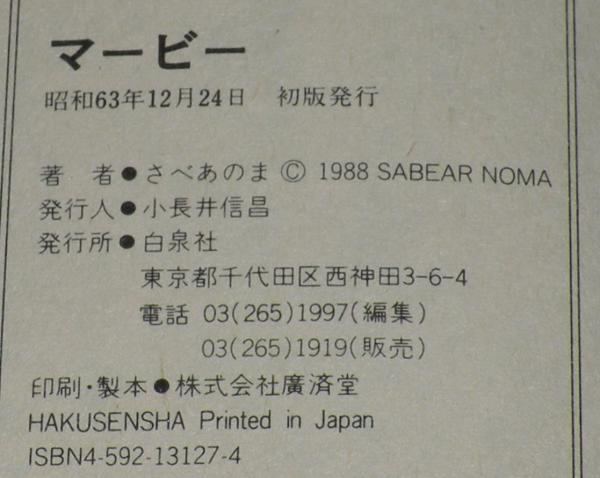 マービー
昭和63年12月24日　初版発行
著　者●さべあのま © 1988 SABEAR NOMA
発行人●小長井信昌
発行所●白泉社
東京都千代田区西神田3-6-4
電話 03(265)1997(編集)
03(265)1919(販売)
印刷・製本●株式会社廣済堂
HAKUSENSHA Printed in Japan
ISBN4-592-13127-4